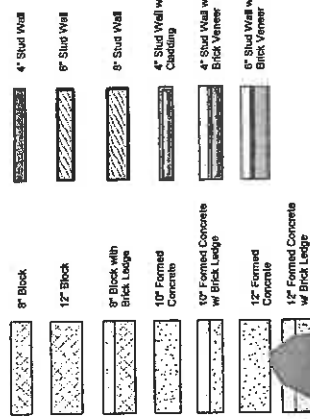 8" Block
12" Block
8" Block with
Brick Ledge
10" Formed
Concrete
10" Formed Concrete
w/ Brick Ledge
12" Formed
Concrete
12" Formed Concrete
w/ Brick Ledge
4" Stud Wall
6" Stud Wall
8" Stud Wall
4" Stud Wall w
Cladding
4" Stud Wall w
Brick Veneer
6" Stud Wall w
Brick Veneer